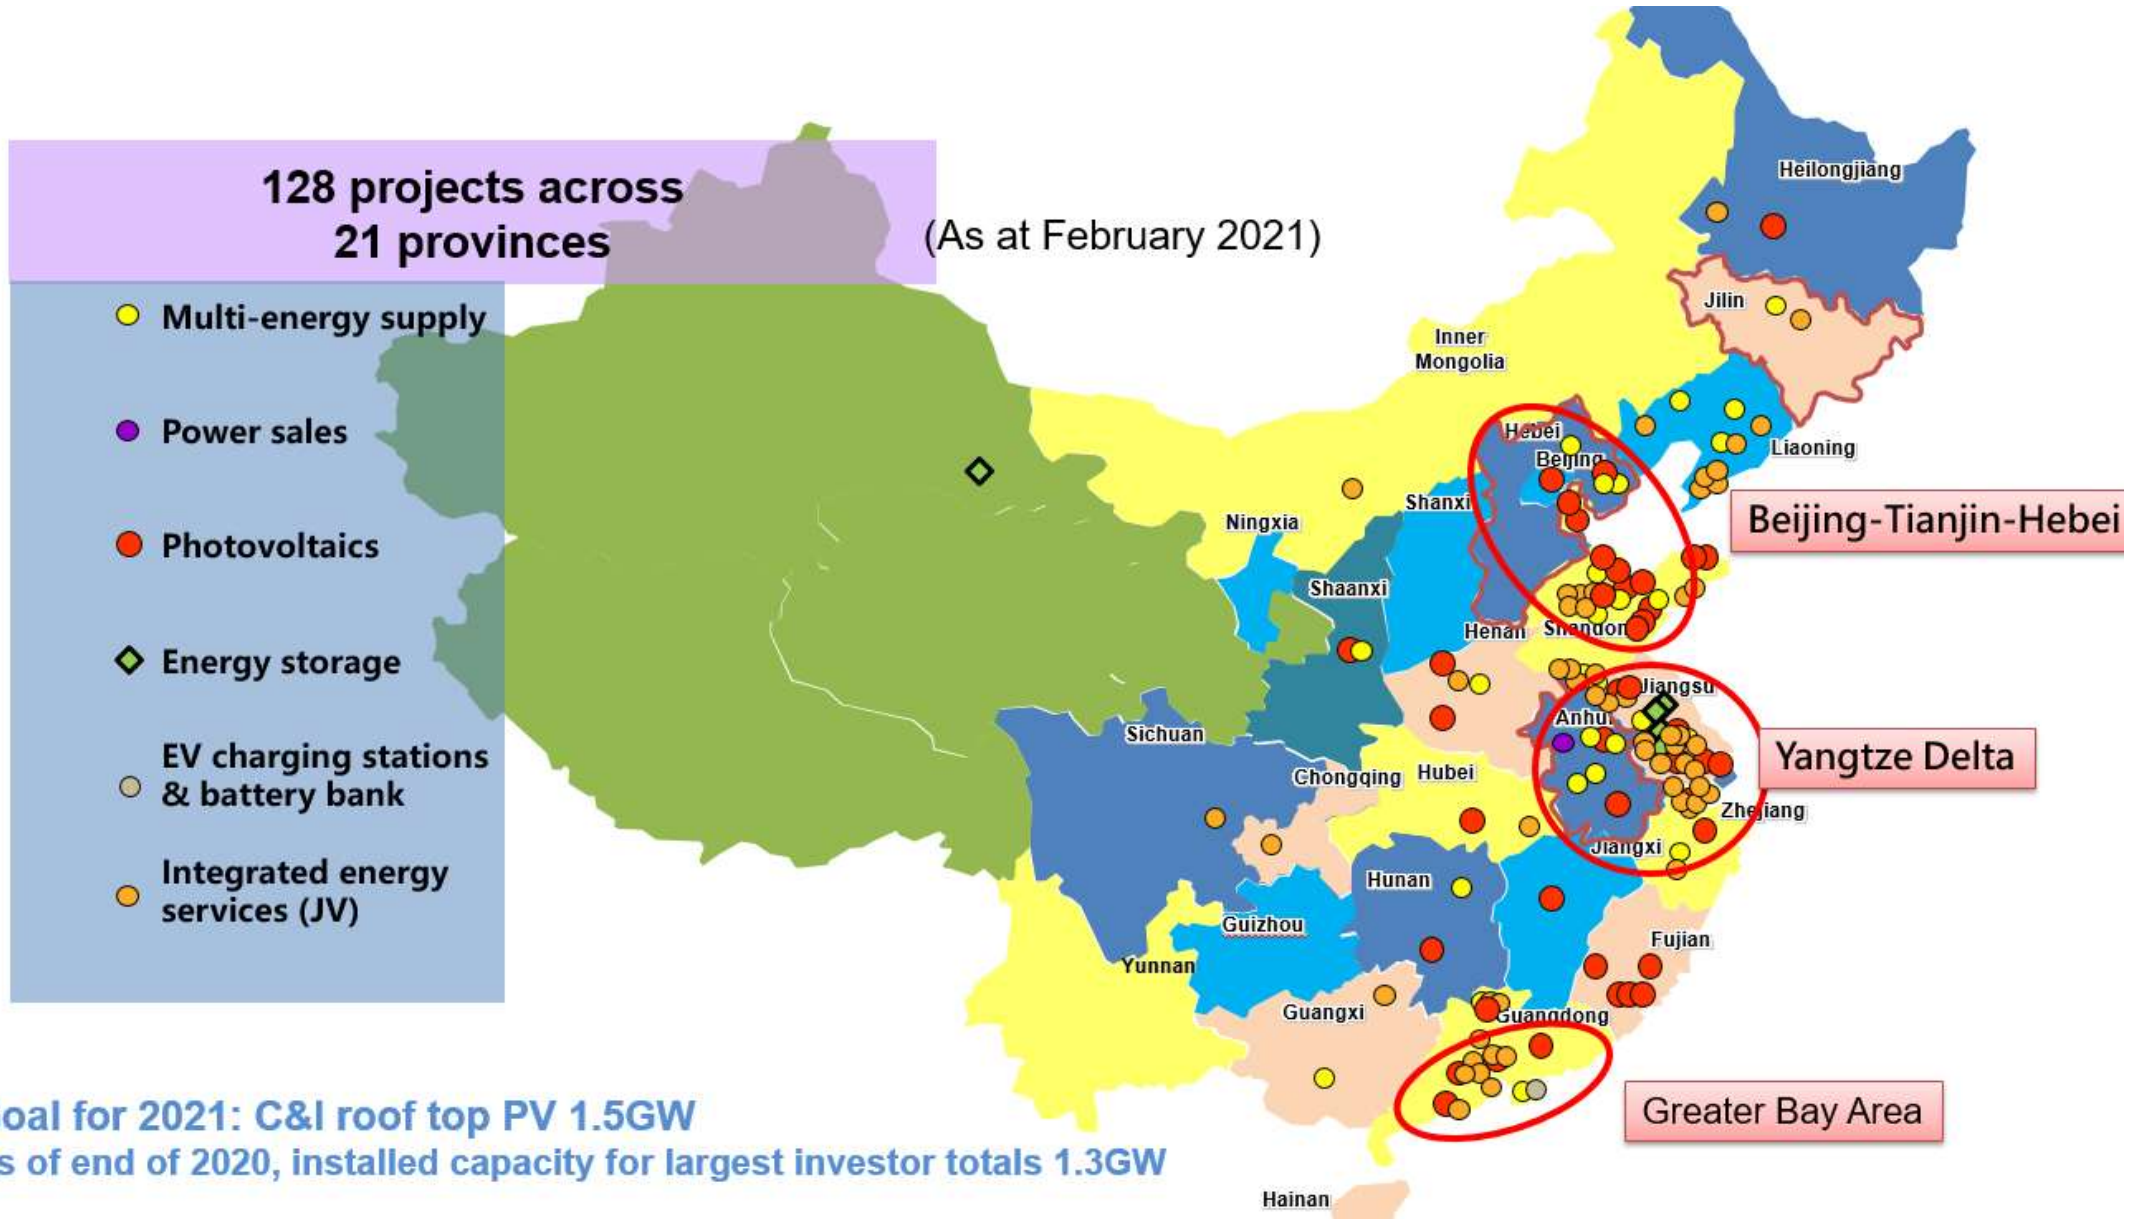 128 projects across
21 provinces
(As at February 2021)
Multi-energy supply
Power sales
Photovoltaics
Energy storage
EV charging stations
& battery bank
Integrated energy
services (JV)
Heilongjiang
Jilin
Inner
Mongolia
Liaoning
Hebei
Beijing
Shanxi
Ningxia
Beijing-Tianjin-Hebei
Shaanxi
Henan
Shandon
Jiangsu
Anhui
Sichuan
Yangtze Delta
Chongqing
Hubei
Zhejiang
Jiangxi
Hunan
Guizhou
Fujian
Yunnan
Guangxi
Guangdong
Greater Bay Area
oal for 2021: C&I roof top PV 1.5GW
s of end of 2020, installed capacity for largest investor totals 1.3GW
Hainan